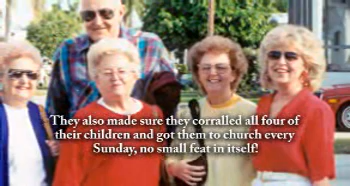 They also made sure they corralled all four of
their children and got them to church every
Sunday, no small feat in itself!